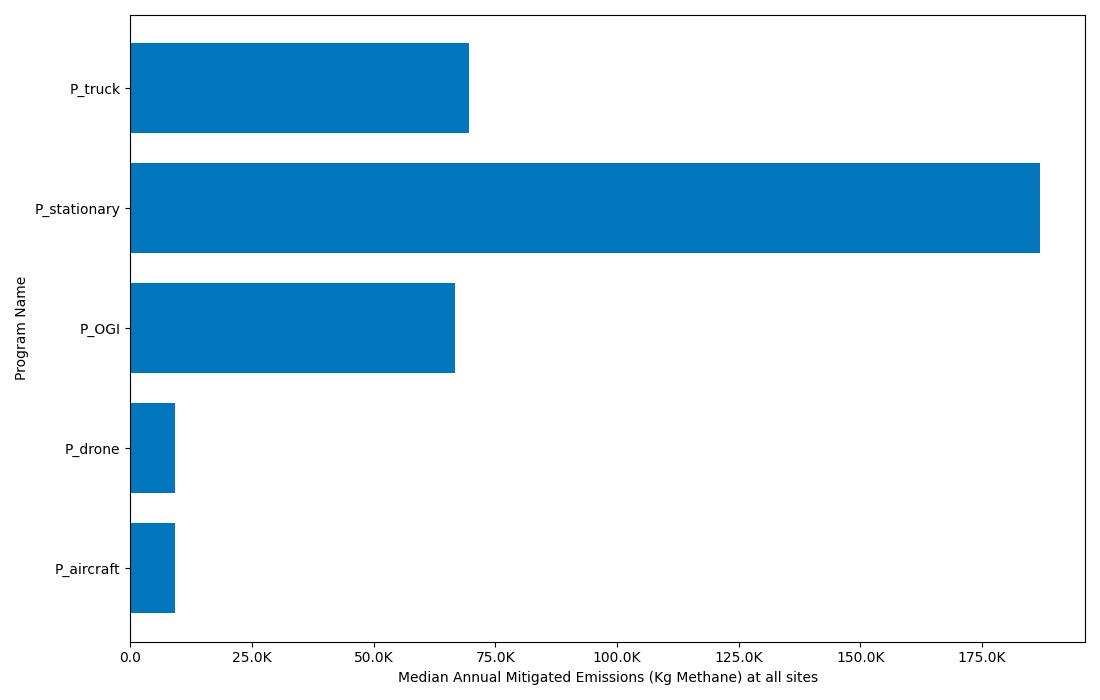 Program Name
P_truck
P_stationary
P_OGI
P_drone
P_aircraft
0.0 25.0K 50.0K 75.0K 100.0K 125.0K 150.0K 175.0K
Median Annual Mitigated Emissions (Kg Methane) at all sites